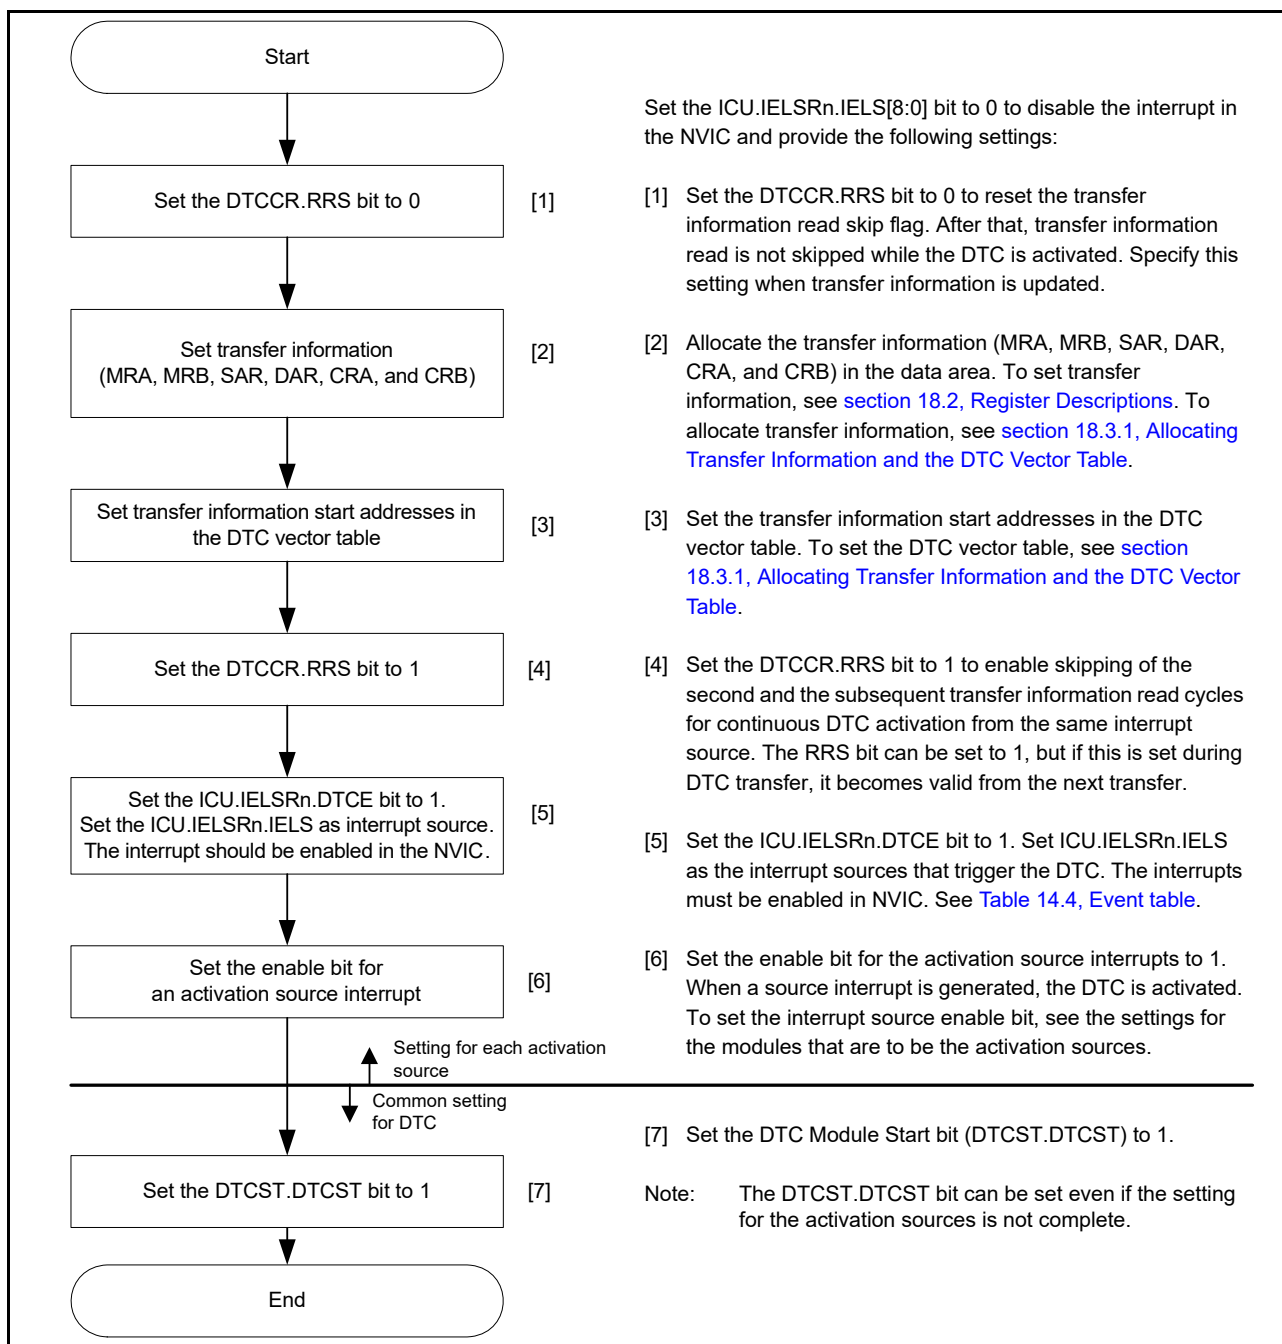 Start
Set the DTCCR.RRS bit to 0
[1]
Set transfer information
(MRA, MRB, SAR, DAR, CRA, and CRB)
[2]
Set transfer information start addresses in
the DTC vector table
[3]
Set the DTCCR.RRS bit to 1
[4]
Set the ICU.IELSRn.DTCE bit to 1.
Set the ICU.IELSRn.IELS as interrupt source.
The interrupt should be enabled in the NVIC.
[5]
Set the enable bit for
an activation source interrupt
[6]
Setting for each activation
source
Common setting
for DTC
Set the DTCST.DTCST bit to 1
[7]
End
Set the ICU.IELSRn.IELS[8:0] bit to 0 to disable the interrupt in
the NVIC and provide the following settings:
[1] Set the DTCCR.RRS bit to 0 to reset the transfer
information read skip flag. After that, transfer information
read is not skipped while the DTC is activated. Specify this
setting when transfer information is updated.
[2] Allocate the transfer information (MRA, MRB, SAR, DAR,
CRA, and CRB) in the data area. To set transfer
information, see section 18.2, Register Descriptions. To
allocate transfer information, see section 18.3.1, Allocating
Transfer Information and the DTC Vector Table.
[3] Set the transfer information start addresses in the DTC
vector table. To set the DTC vector table, see section
18.3.1, Allocating Transfer Information and the DTC Vector
Table.
[4] Set the DTCCR.RRS bit to 1 to enable skipping of the
second and the subsequent transfer information read cycles
for continuous DTC activation from the same interrupt
source. The RRS bit can be set to 1, but if this is set during
DTC transfer, it becomes valid from the next transfer.
[5] Set the ICU.IELSRn.DTCE bit to 1. Set ICU.IELSRn.IELS
as the interrupt sources that trigger the DTC. The interrupts
must be enabled in NVIC. See Table 14.4, Event table.
[6] Set the enable bit for the activation source interrupts to 1.
When a source interrupt is generated, the DTC is activated.
To set the interrupt source enable bit, see the settings for
the modules that are to be the activation sources.
[7] Set the DTC Module Start bit (DTCST.DTCST) to 1.
Note: The DTCST.DTCST bit can be set even if the setting
for the activation sources is not complete.